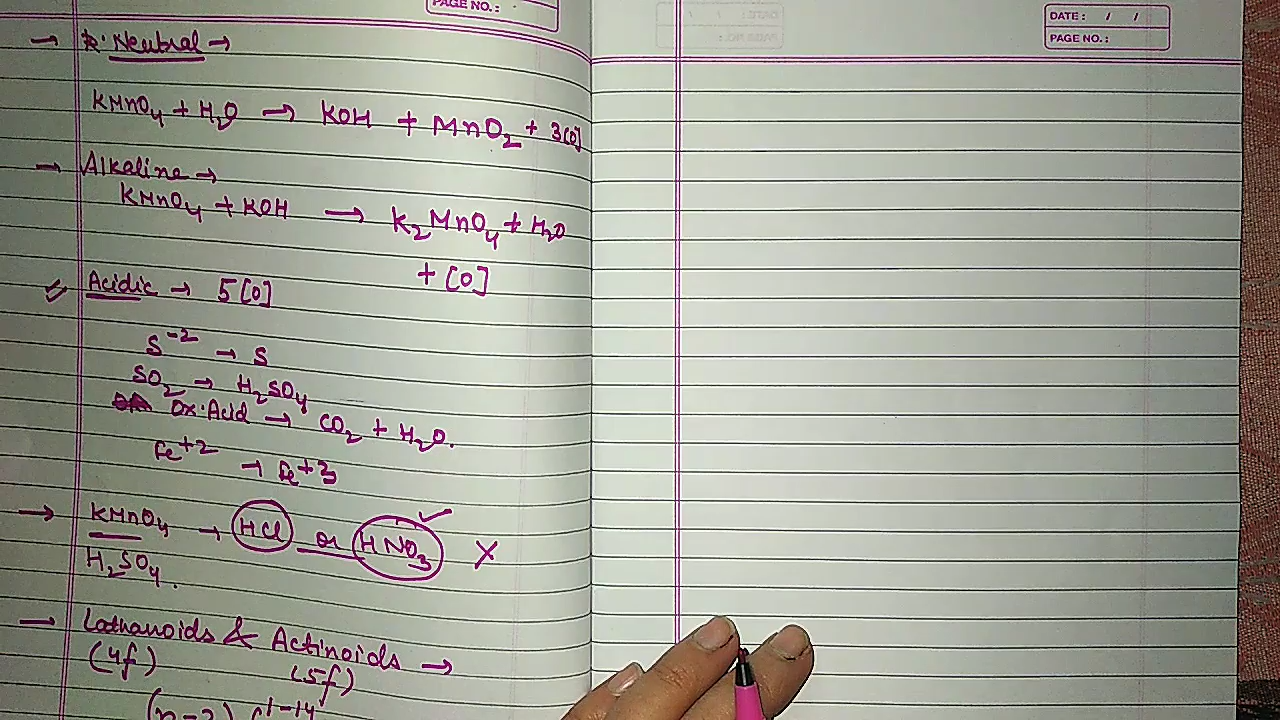 PAGE NO.:
→ Neutral →
KMnO₄ + H₂O → KOH + MnO₂ + 3[O]
→ Alkaline →
KMnO₄ + KOH → K₂MnO₄ + H₂O
+ [O]
Acidic → 5[O]
S⁻² → S
SO₂ → H₂SO₄
Ox. Acid → CO₂ + H₂O.
Fe⁺² → Fe⁺³
→ KMnO₄ → HCl or HNO₃ ✓ ✗
H₂SO₄.
→ Lathanoids & Actinoids →
(4f) (5f)
DATE: / /
PAGE NO.: